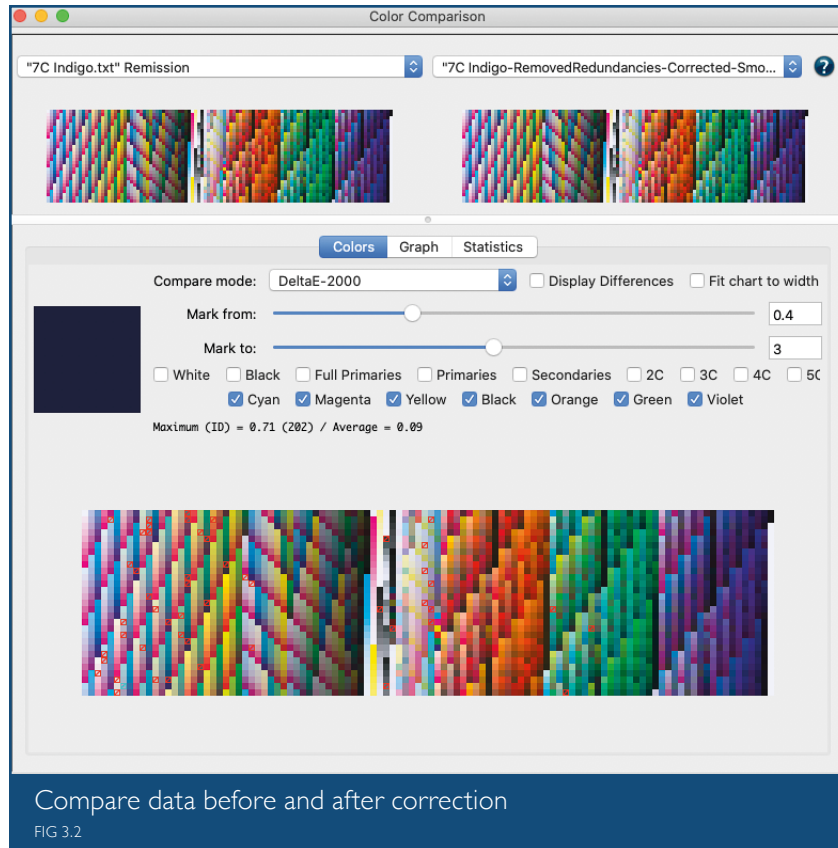 Color Comparison
"7C Indigo.txt" Remission
"7C Indigo-RemovedRedundancies-Corrected-Smo...
?
Colors Graph Statistics
Compare mode: DeltaE-2000 Display Differences Fit chart to width
Mark from: 0.4
Mark to: 3
White Black Full Primaries Primaries Secondaries 2C 3C 4C 5C
Cyan Magenta Yellow Black Orange Green Violet
Maximum (ID) = 0.71 (202) / Average = 0.09
Compare data before and after correction
FIG 3.2